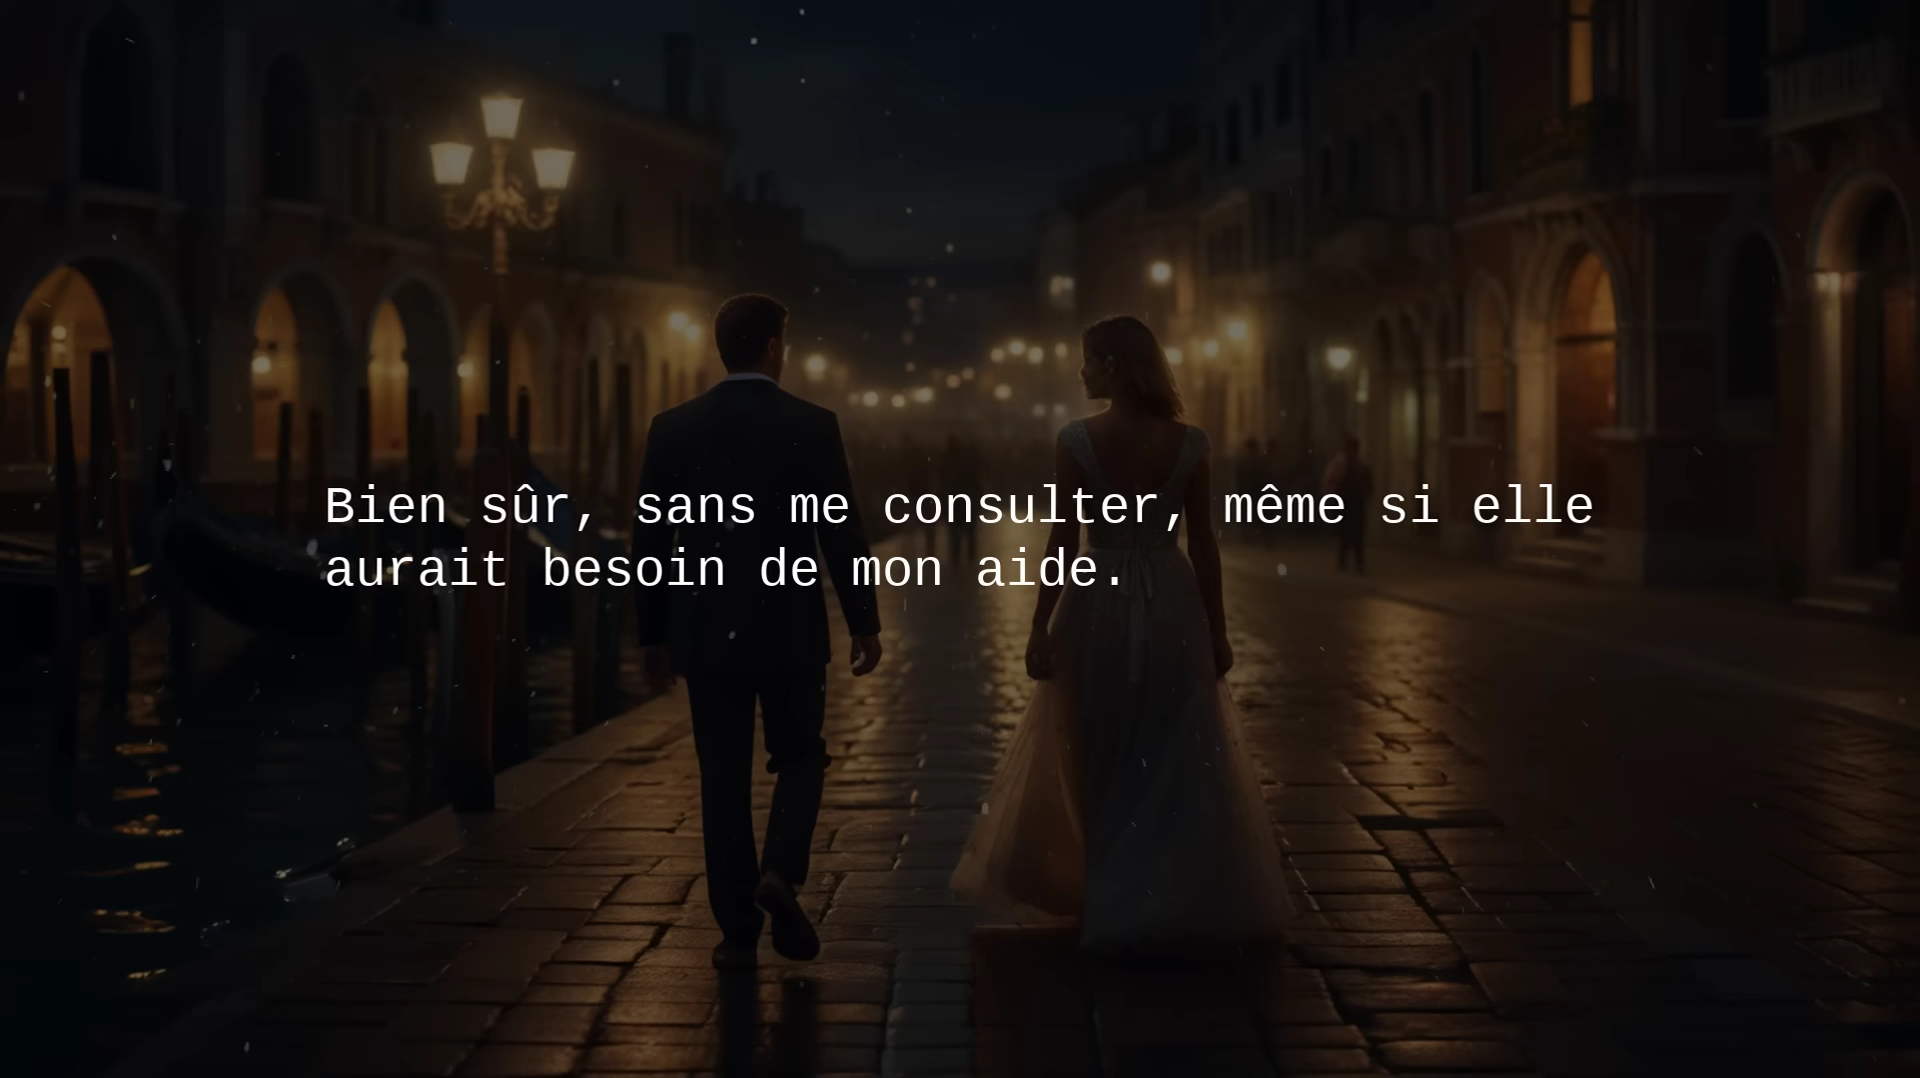 Bien sûr, sans me consulter, même si elle
aurait besoin de mon aide.